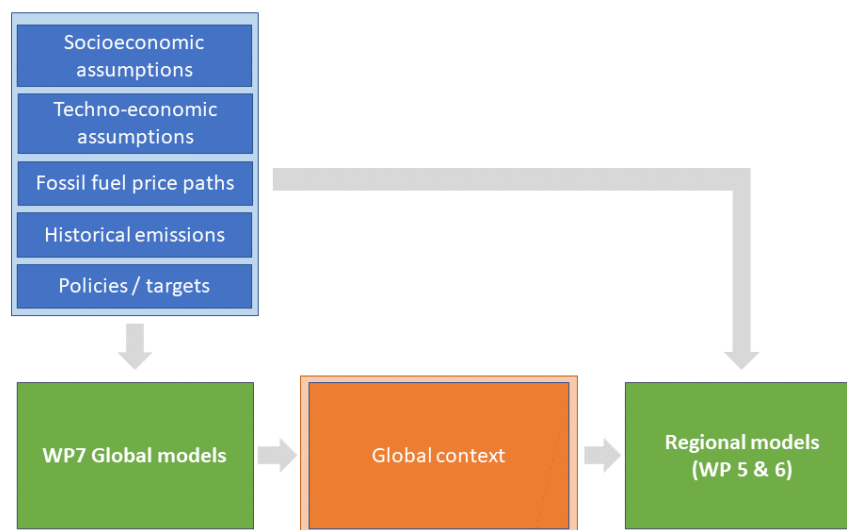 Socioeconomic
assumptions
Techno-economic
assumptions
Fossil fuel price paths
Historical emissions
Policies / targets
WP7 Global models
Global context
Regional models
(WP 5 & 6)